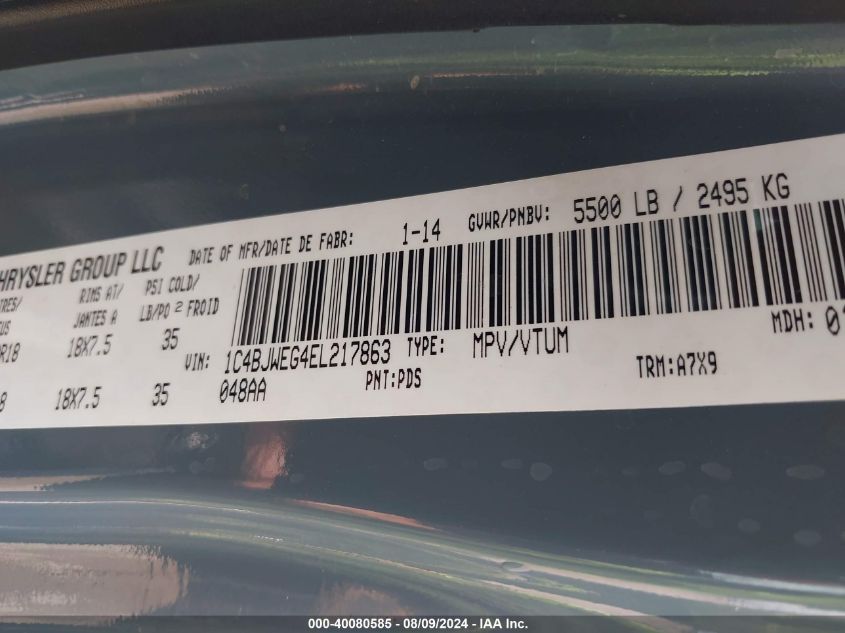 HRYSLER GROUP LLC DATE OF MFR/DATE DE FABR: 1-14 GVWR/PNBV: 5500 LB / 2495 KG
RIMS AT/ PSI COLD/
JANTES A LB/PO 2 FROID
18X7.5 35
VIN: 1C4BJWEG4EL217863 TYPE: MPV/VTUM MDH: 01
18X7.5 35 048AA PNT:PDS TRM:A7X9
000-40080585 - 08/09/2024 - IAA Inc.